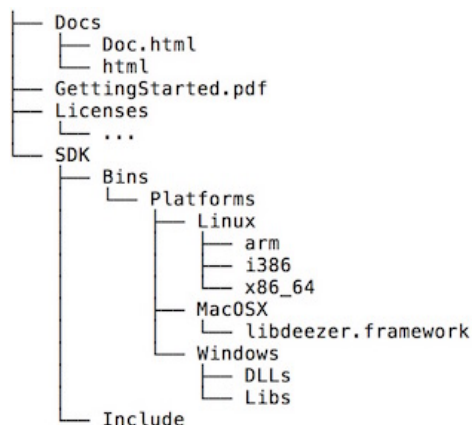 Docs
Doc.html
html
GettingStarted.pdf
Licenses
...
SDK
Bins
Platforms
Linux
arm
i386
x86_64
MacOSX
libdeezer.framework
Windows
DLLs
Libs
Include